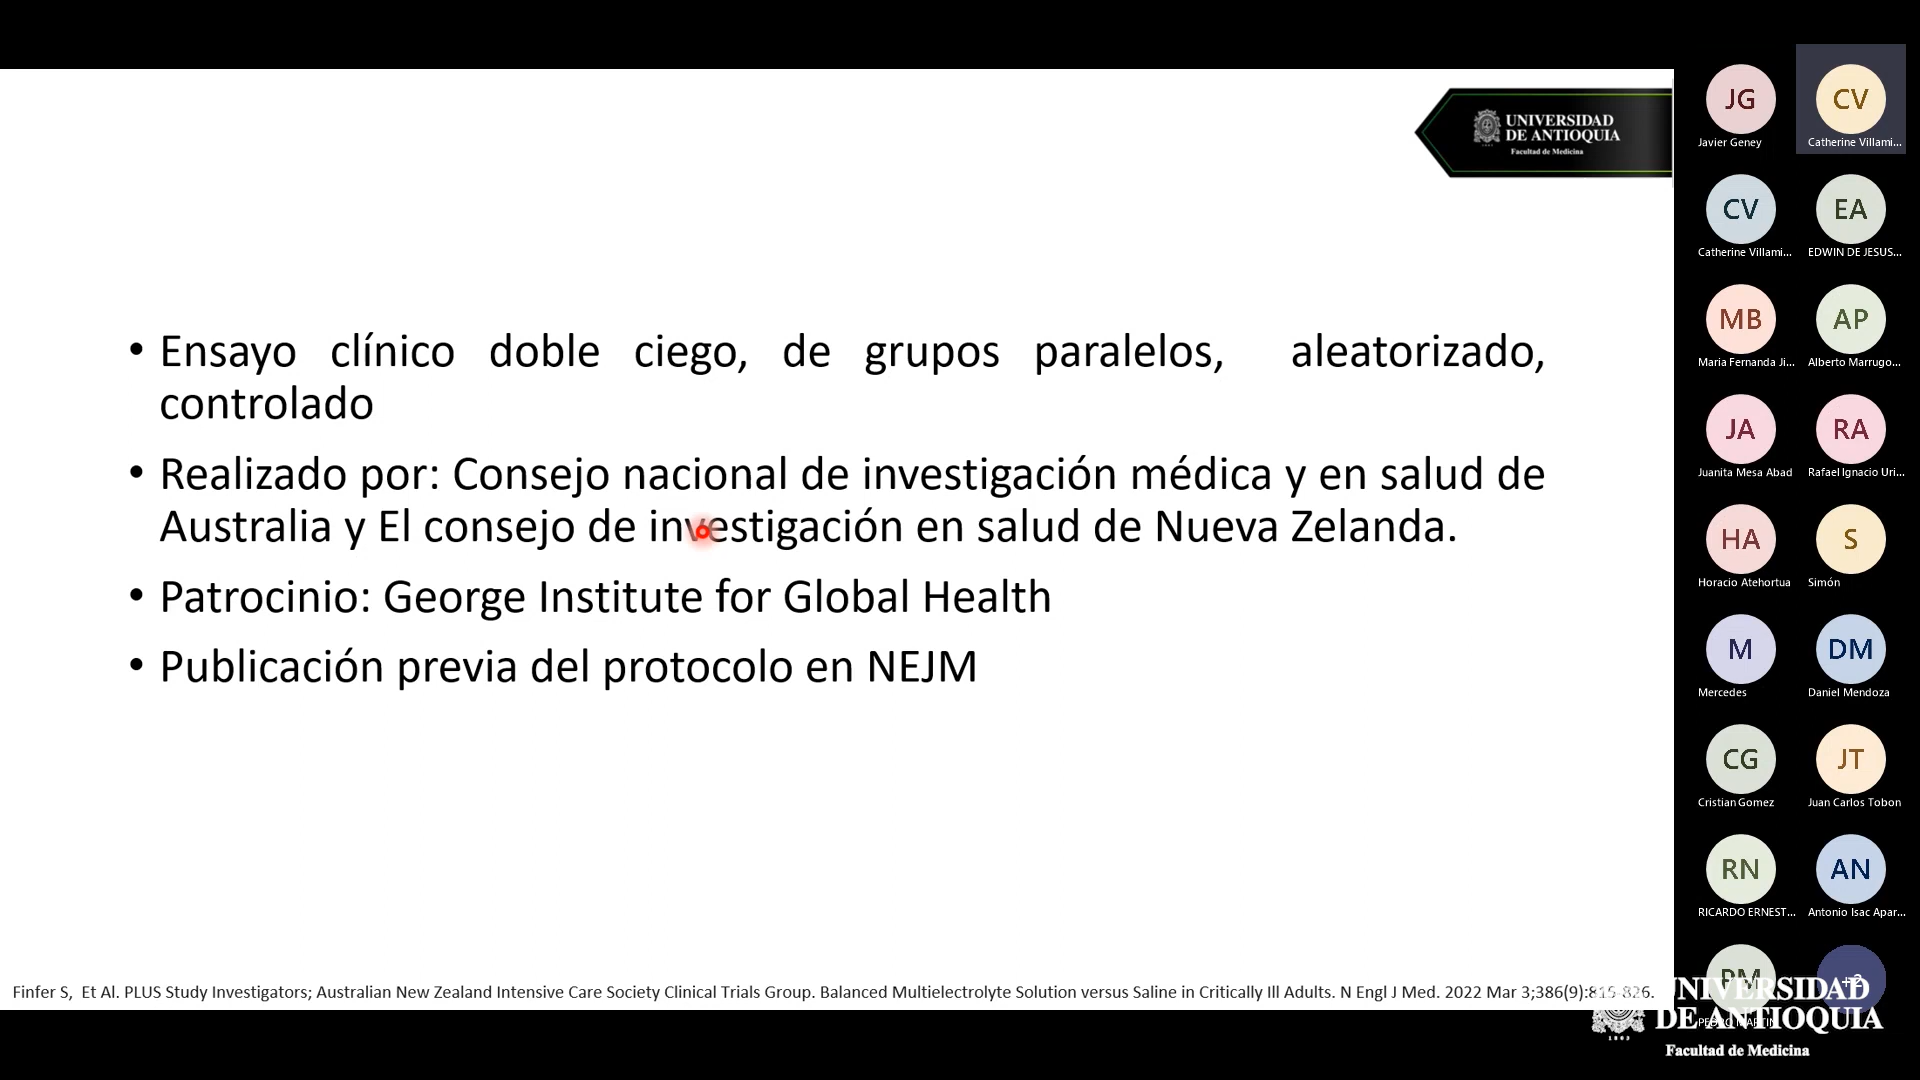 UNIVERSIDAD
DE ANTIOQUIA
Facultad de Medicina
• Ensayo clínico doble ciego, de grupos paralelos, aleatorizado,
controlado
• Realizado por: Consejo nacional de investigación médica y en salud de
Australia y El consejo de investigación en salud de Nueva Zelanda.
• Patrocinio: George Institute for Global Health
• Publicación previa del protocolo en NEJM
Finfer S, Et Al. PLUS Study Investigators; Australian New Zealand Intensive Care Society Clinical Trials Group. Balanced Multielectrolyte Solution versus Saline in Critically Ill Adults. N Engl J Med. 2022 Mar 3;386(9):815-826.
JG
Javier Geney
CV
Catherine Villami...
CV
Catherine Villami...
EA
EDWIN DE JESUS...
MB
Maria Fernanda Ji...
AP
Alberto Marrugo...
JA
Juanita Mesa Abad
RA
Rafael Ignacio Uri...
HA
Horacio Atehortua
S
Simón
M
Mercedes
DM
Daniel Mendoza
CG
Cristian Gomez
JT
Juan Carlos Tobon
RN
RICARDO ERNEST...
AN
Antonio Isac Apar...
PM
+2
UNIVERSIDAD
DE ANTIOQUIA
1803
Facultad de Medicina